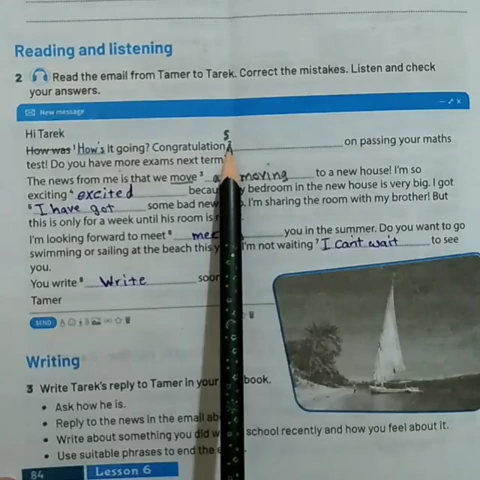 Reading and listening
2 Read the email from Tamer to Tarek. Correct the mistakes. Listen and check
your answers.
New message
Hi Tarek
How was ¹ How's it going? Congratulation s on passing your maths
test! Do you have more exams next term
The news from me is that we move ³ moving to a new house! I'm so
exciting ⁴ excited becau my bedroom in the new house is very big. I got
⁵ I have got some bad new I'm sharing the room with my brother! But
this is only for a week until his room is
I'm looking forward to meet ⁶ you in the summer. Do you want to go
swimming or sailing at the beach this I'm not waiting ⁷ I cant wait to see
you.
You write ⁸ Write soon
Tamer
SEND
Writing
3 Write Tarek's reply to Tamer in your book.
• Ask how he is.
• Reply to the news in the email
• Write about something you did school recently and how you feel about it.
• Use suitable phrases to end the
84 Lesson 6